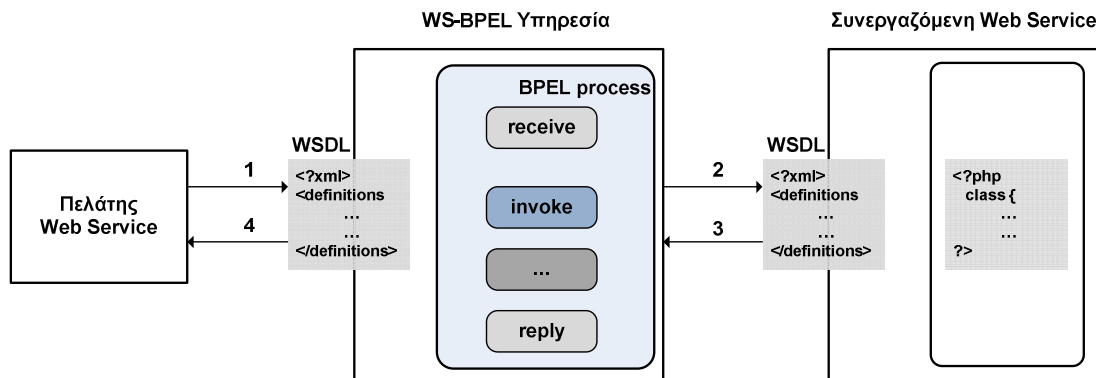 WS-BPEL Υπηρεσία
Συνεργαζόμενη Web Service
BPEL process
receive
invoke
...
reply
WSDL
<?xml>
<definitions
...
...
</definitions>
Πελάτης
Web Service
1
4
2
3
WSDL
<?xml>
<definitions
...
...
</definitions>
<?php
class {
...
...
?>